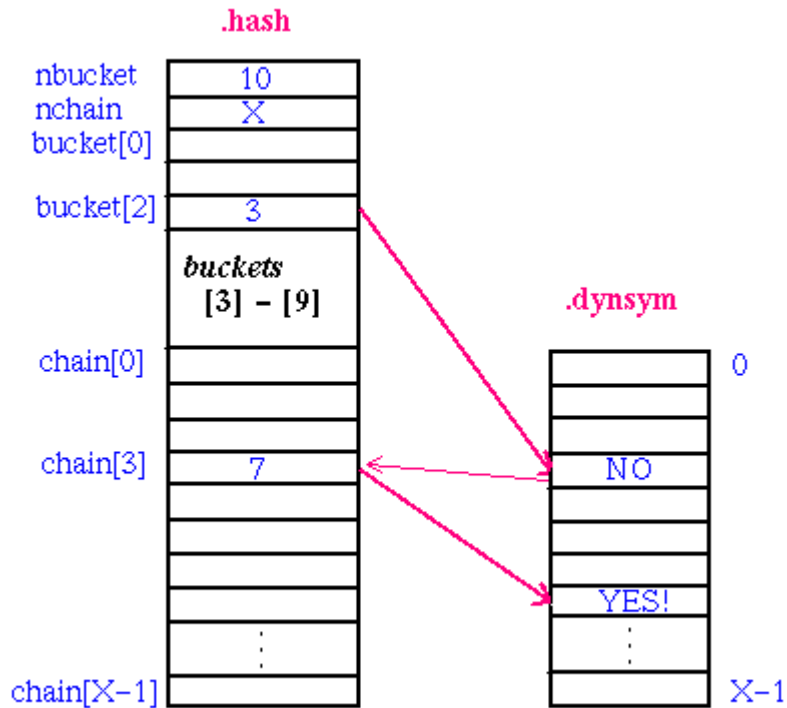 .hash
nbucket
10
nchain
X
bucket[0]
bucket[2]
3
buckets
[3] – [9]
.dynsym
chain[0]
0
chain[3]
7
NO
YES!
chain[X–1]
X–1